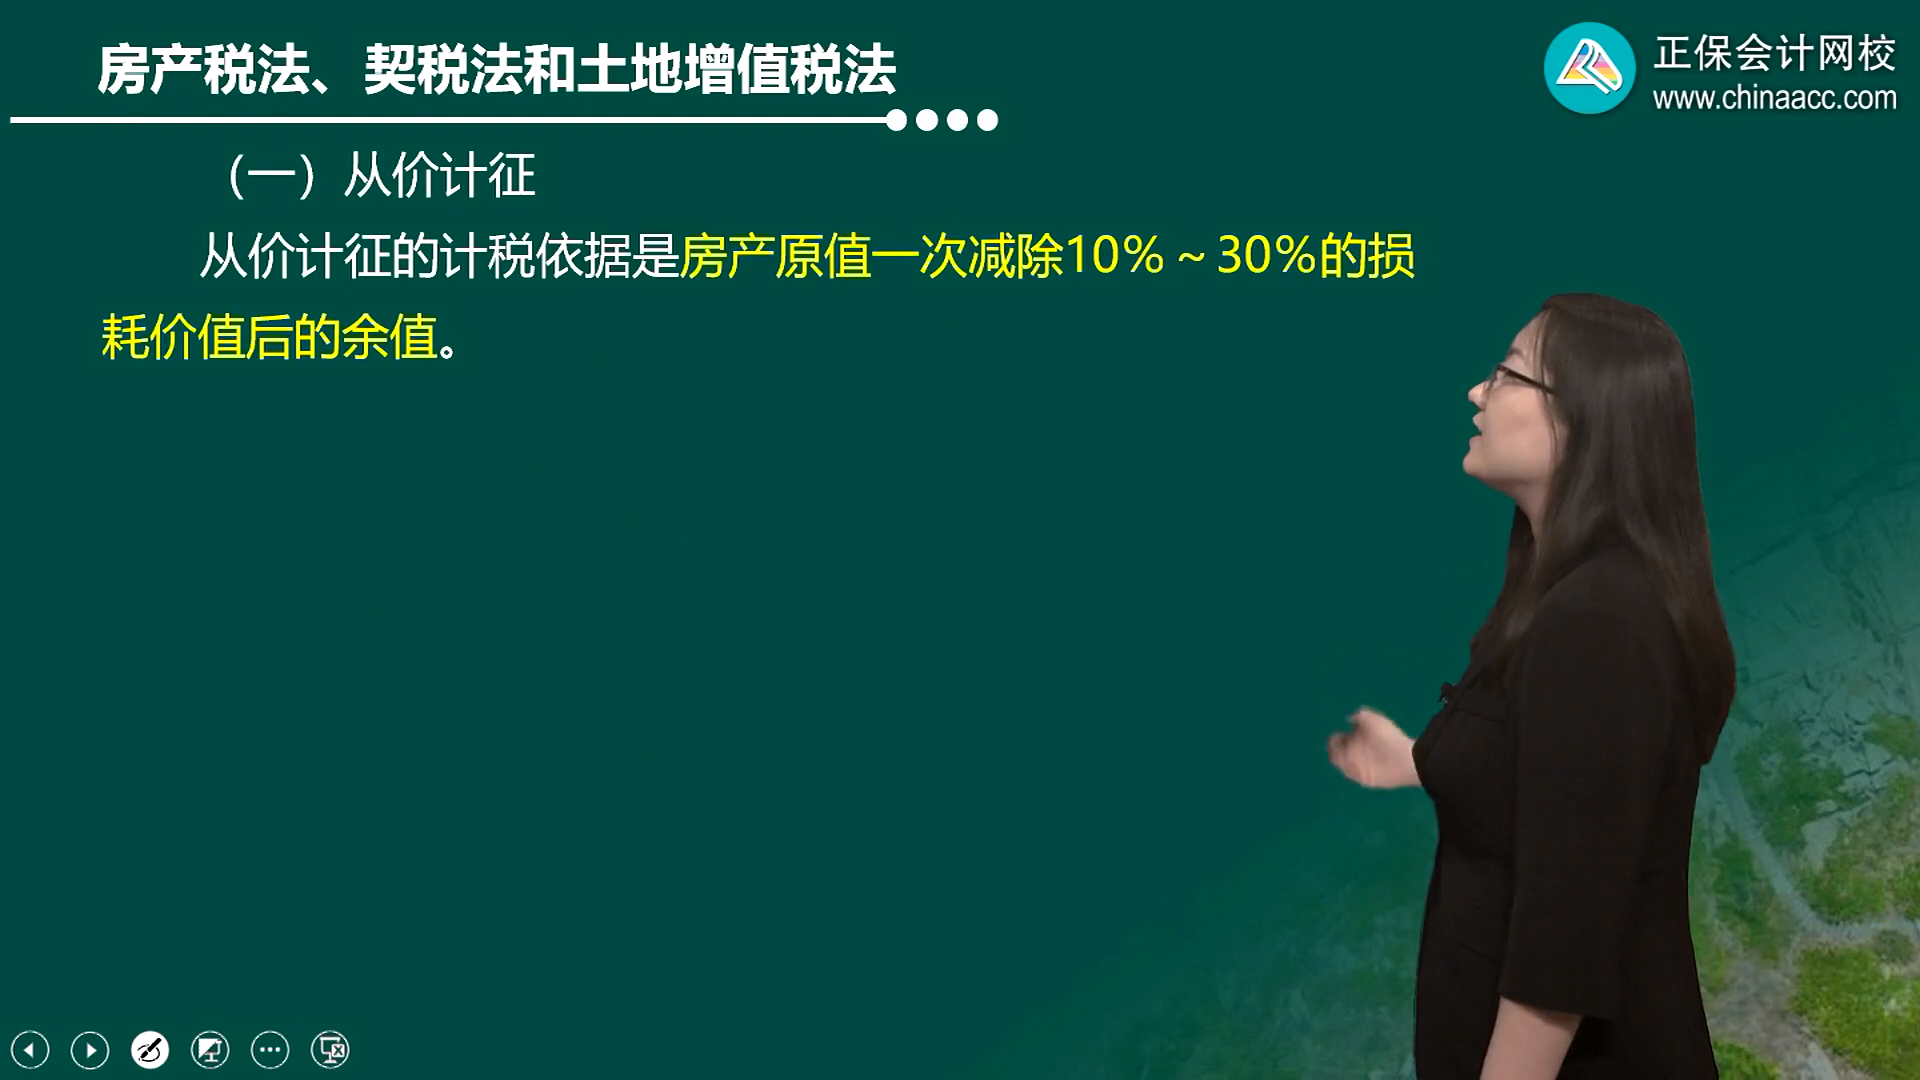 房产税法、契税法和土地增值税法
正保会计网校
www.chinaacc.com
（一）从价计征
从价计征的计税依据是房产原值一次减除10%～30%的损
耗价值后的余值。